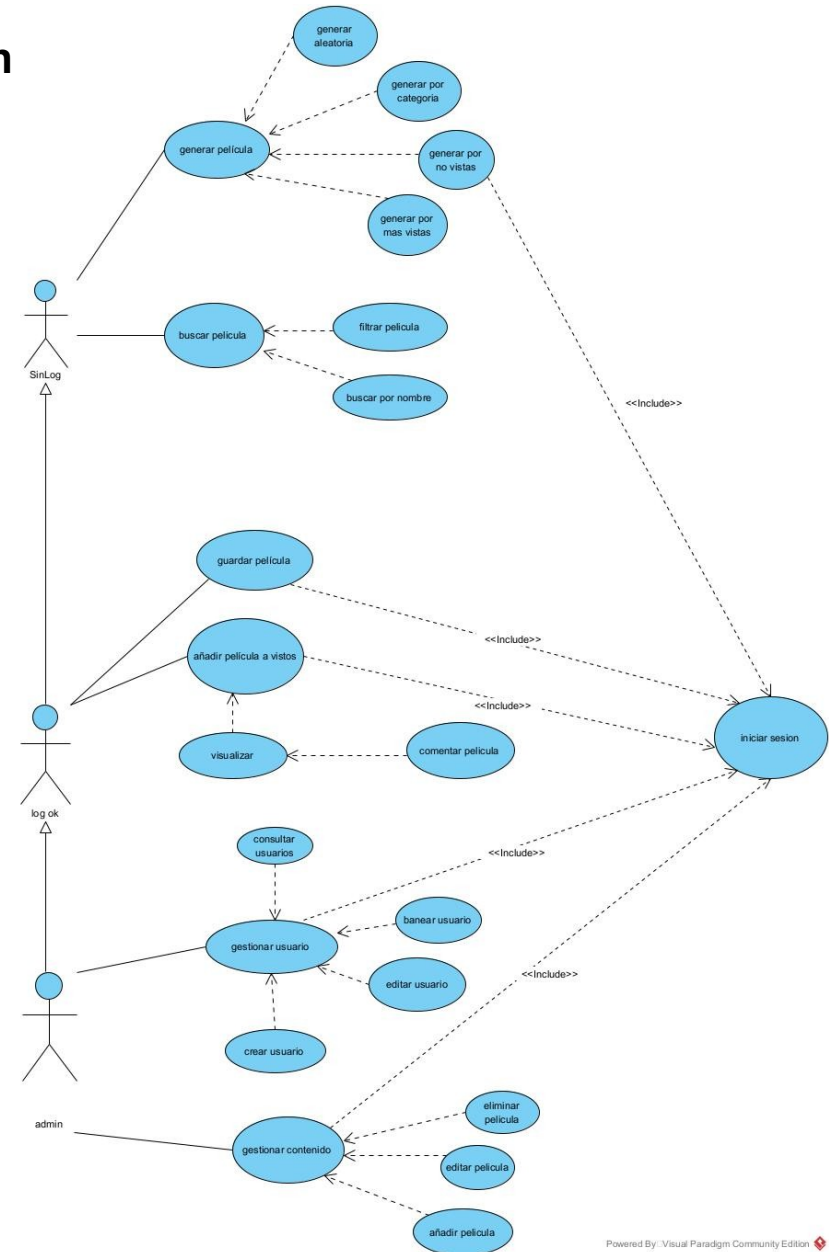 n
generar
aleatoria
generar por
categoria
generar película
generar por
no vistas
generar por
mas vistas
SinLog
buscar pelicula
filtrar pelicula
buscar por nombre
<<Include>>
guardar película
<<Include>>
añadir película a vistos
<<Include>>
iniciar sesion
visualizar
comentar pelicula
log ok
consultar
usuarios
<<Include>>
banear usuario
gestionar usuario
editar usuario
<<Include>>
crear usuario
admin
eliminar
pelicula
gestionar contenido
editar pelicula
añadir pelicula
Powered By Visual Paradigm Community Edition